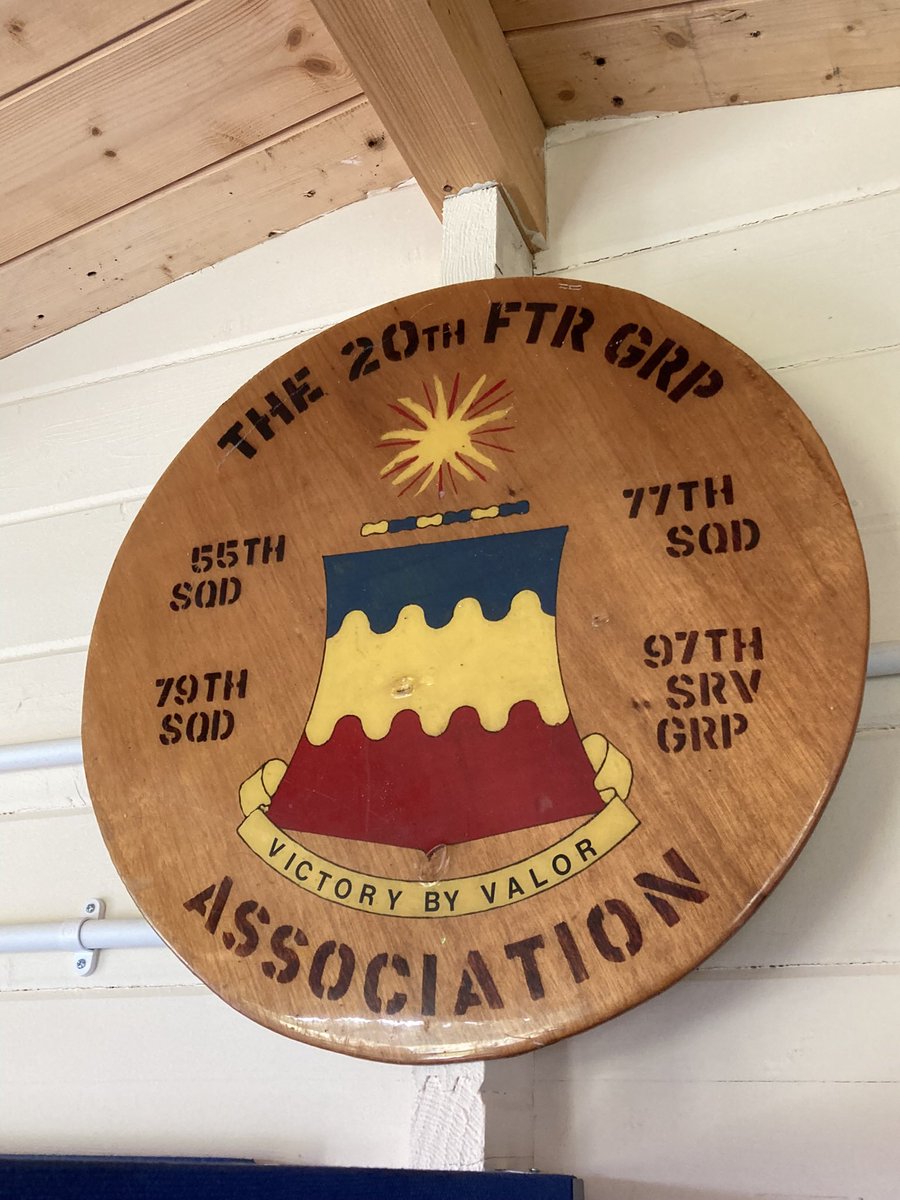 THE 20TH FTR GRP
55TH
SQD
77TH
SQD
79TH
SQD
97TH
SRV
GRP
VICTORY BY VALOR
ASSOCIATION